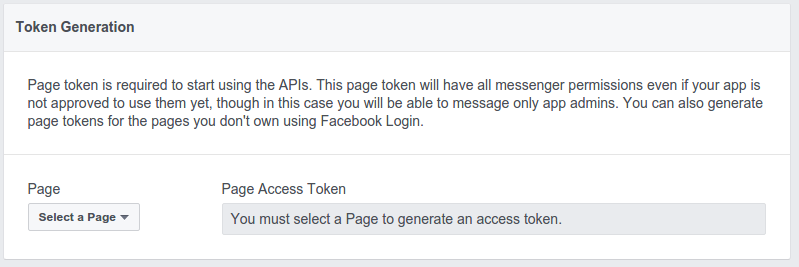 Token Generation
Page token is required to start using the APIs. This page token will have all messenger permissions even if your app is
not approved to use them yet, though in this case you will be able to message only app admins. You can also generate
page tokens for the pages you don't own using Facebook Login.
Page
Page Access Token
Select a Page
You must select a Page to generate an access token.